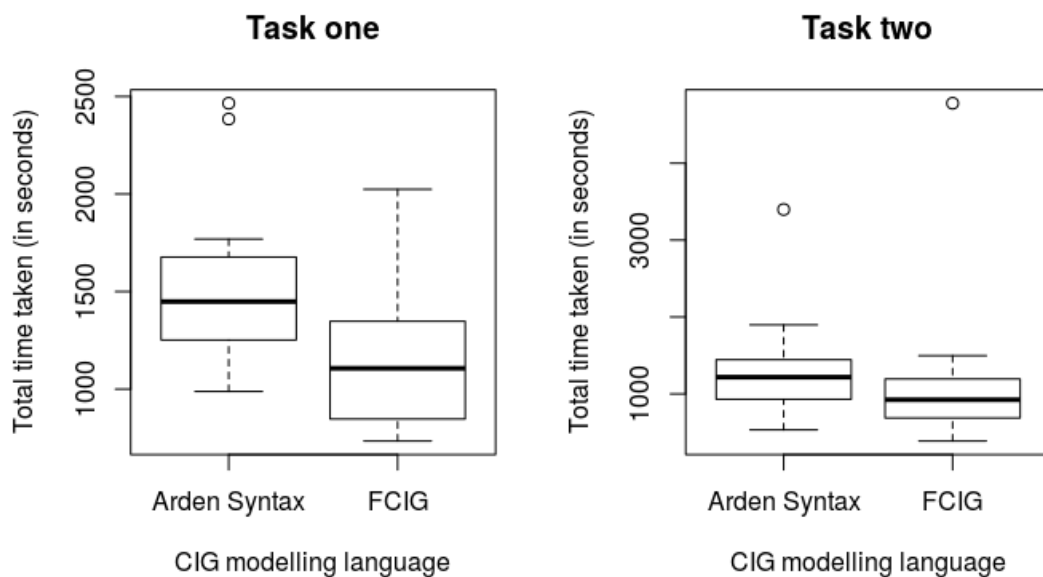 Task one
Total time taken (in seconds)
2500
2000
1500
1000
Arden Syntax
FCIG
CIG modelling language
Task two
Total time taken (in seconds)
3000
1000
Arden Syntax
FCIG
CIG modelling language